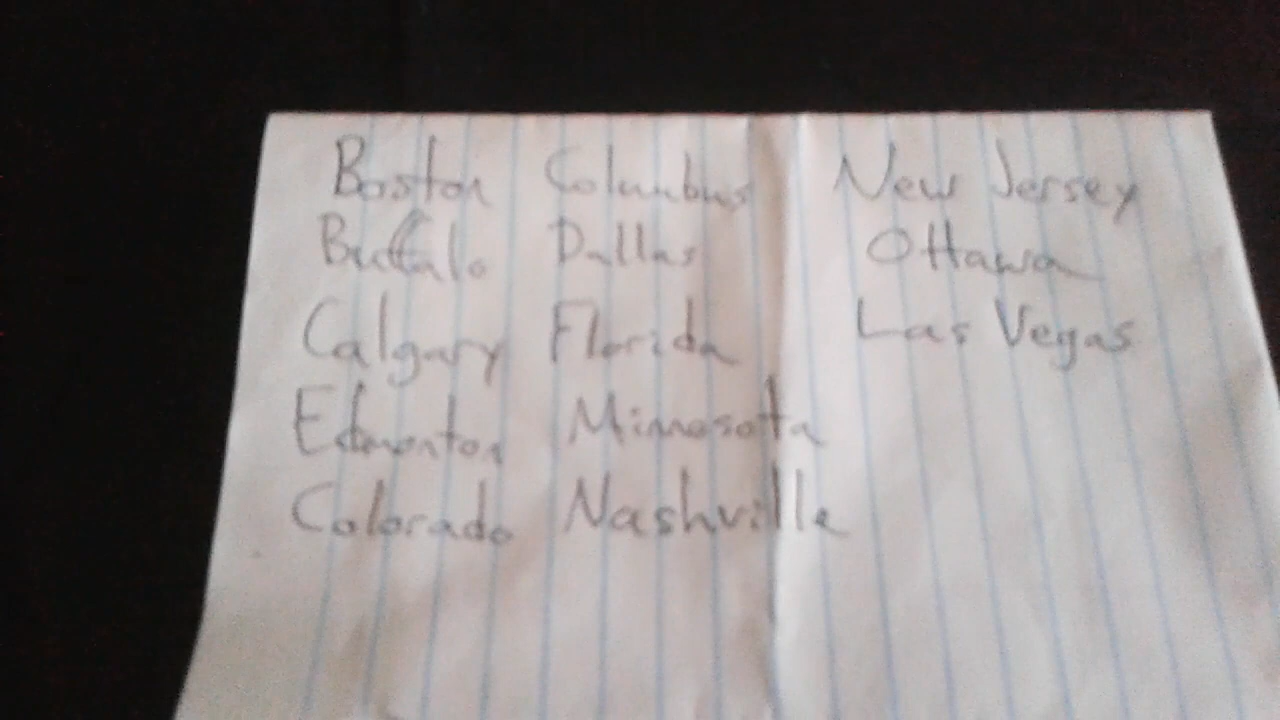 Boston Columbus New Jersey
Buffalo Dallas Ottawa
Calgary Florida Las Vegas
Edmonton Minnesota
Colorado Nashville